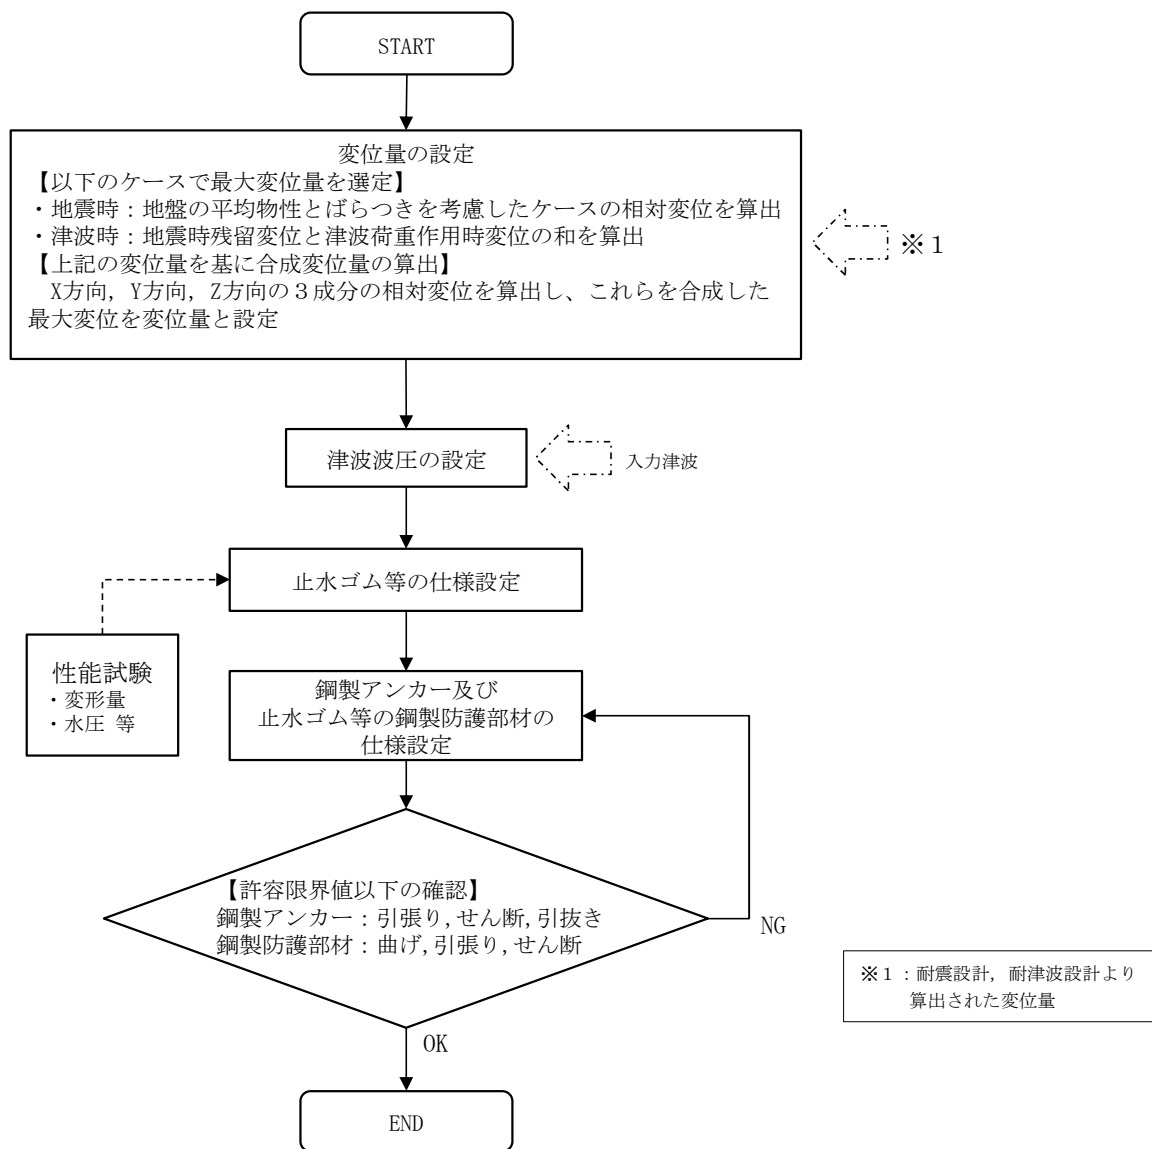 START
変位量の設定
【以下のケースで最大変位量を選定】
・地震時：地盤の平均物性とばらつきを考慮したケースの相対変位を算出
・津波時：地震時残留変位と津波荷重作用時変位の和を算出
【上記の変位量を基に合成変位量の算出】
X方向，Y方向，Z方向の３成分の相対変位を算出し、これらを合成した
最大変位を変位量と設定
※１
津波波圧の設定
入力津波
止水ゴム等の仕様設定
性能試験
・変形量
・水圧 等
鋼製アンカー及び
止水ゴム等の鋼製防護部材の
仕様設定
【許容限界値以下の確認】
鋼製アンカー：引張り，せん断，引抜き
鋼製防護部材：曲げ，引張り，せん断
NG
※１：耐震設計，耐津波設計より
算出された変位量
OK
END